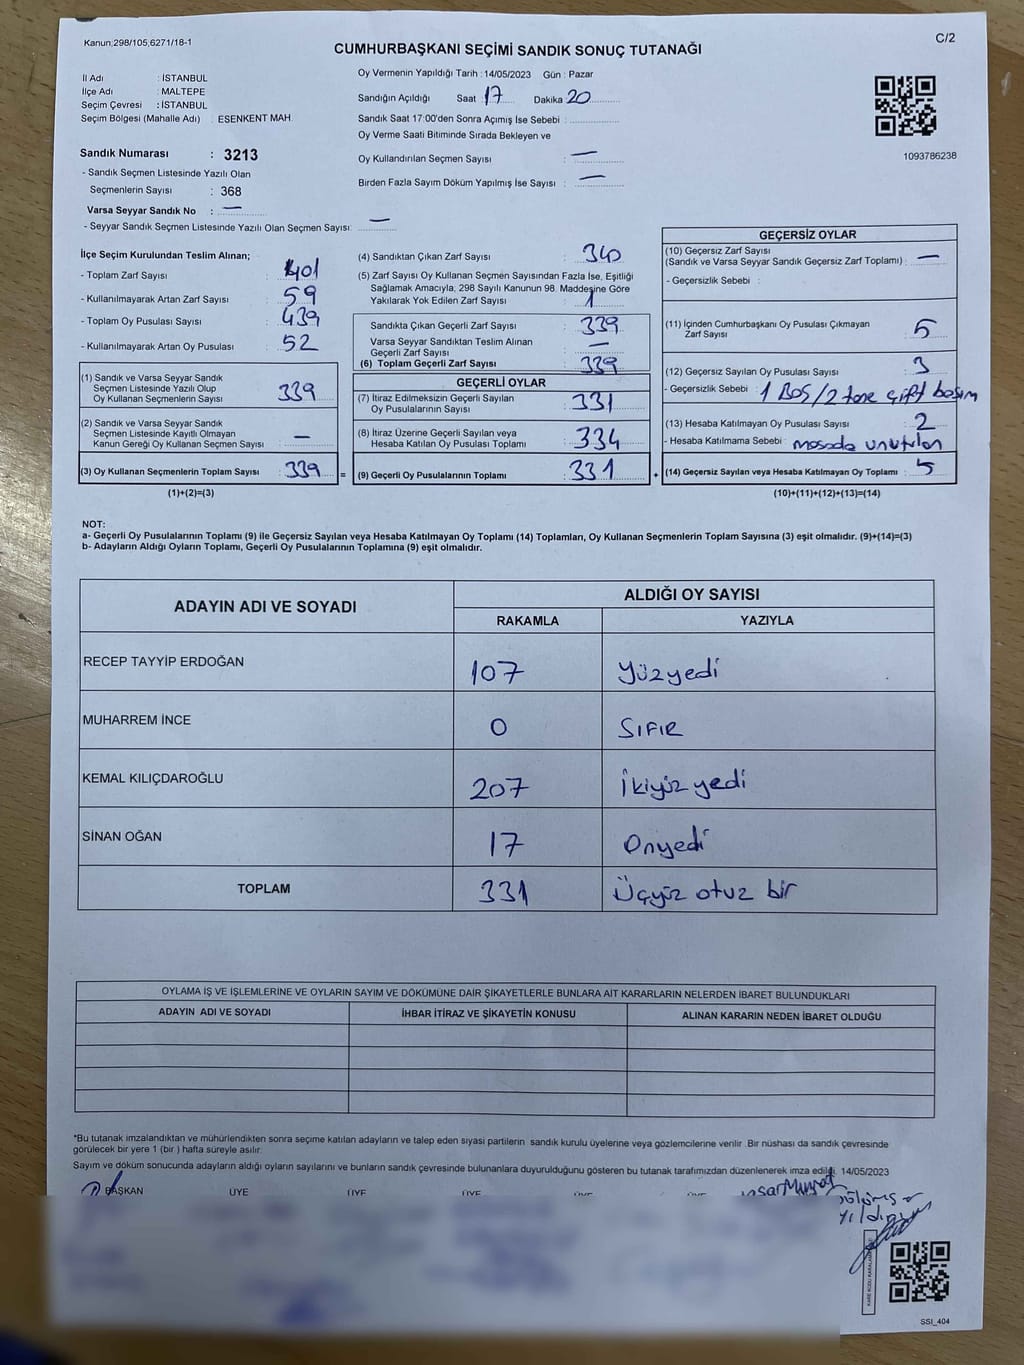 Kanun;298/105,6271/18-1
C/2
CUMHURBAŞKANI SEÇİMİ SANDIK SONUÇ TUTANAĞI
İl Adı : İSTANBUL
İlçe Adı : MALTEPE
Seçim Çevresi : İSTANBUL
Seçim Bölgesi (Mahalle Adı) : ESENKENT MAH.
Oy Vermenin Yapıldığı Tarih : 14/05/2023 Gün : Pazar
Sandığın Açıldığı Saat 17 Dakika 20
Sandık Saat 17:00'den Sonra Açılmış İse Sebebi :
Oy Verme Saati Bitiminde Sırada Bekleyen ve
Oy Kullandırılan Seçmen Sayısı : —
Birden Fazla Sayım Döküm Yapılmış İse Sayısı : —
1093786238
Sandık Numarası : 3213
- Sandık Seçmen Listesinde Yazılı Olan
Seçmenlerin Sayısı : 368
Varsa Seyyar Sandık No : —
- Seyyar Sandık Seçmen Listesinde Yazılı Olan Seçmen Sayısı: —
İlçe Seçim Kurulundan Teslim Alınan;
- Toplam Zarf Sayısı : 401
- Kullanılmayarak Artan Zarf Sayısı : 59
- Toplam Oy Pusulası Sayısı : 439
- Kullanılmayarak Artan Oy Pusulası : 52
(1) Sandık ve Varsa Seyyar Sandık
Seçmen Listesinde Yazılı Olup
Oy Kullanan Seçmenlerin Sayısı : 339
(2) Sandık ve Varsa Seyyar Sandık
Seçmen Listesinde Kayıtlı Olmayan
Kanun Gereği Oy Kullanan Seçmen Sayısı : —
(3) Oy Kullanan Seçmenlerin Toplam Sayısı : 339 =
(1)+(2)=(3)
(4) Sandıktan Çıkan Zarf Sayısı : 340
(5) Zarf Sayısı Oy Kullanan Seçmen Sayısından Fazla İse, Eşitliği
Sağlamak Amacıyla, 298 Sayılı Kanunun 98. Maddesine Göre
Yakılarak Yok Edilen Zarf Sayısı : 1
Sandıkta Çıkan Geçerli Zarf Sayısı : 339
Varsa Seyyar Sandıktan Teslim Alınan
Geçerli Zarf Sayısı : —
(6) Toplam Geçerli Zarf Sayısı : 339
GEÇERLİ OYLAR
(7) İtiraz Edilmeksizin Geçerli Sayılan
Oy Pusulalarının Sayısı : 331
(8) İtiraz Üzerine Geçerli Sayılan veya
Hesaba Katılan Oy Pusulası Toplamı : 334
(9) Geçerli Oy Pusulalarının Toplamı : 331 +
GEÇERSİZ OYLAR
(10) Geçersiz Zarf Sayısı
(Sandık ve Varsa Seyyar Sandık Geçersiz Zarf Toplamı) : —
- Geçersizlik Sebebi :
(11) İçinden Cumhurbaşkanı Oy Pusulası Çıkmayan
Zarf Sayısı : 5
(12) Geçersiz Sayılan Oy Pusulası Sayısı : 3
- Geçersizlik Sebebi : 1 BOS / 2 tane çift basım
(13) Hesaba Katılmayan Oy Pusulası Sayısı : 2
- Hesaba Katılmama Sebebi : masada unutulan
(14) Geçersiz Sayılan veya Hesaba Katılmayan Oy Toplamı : 5
(10)+(11)+(12)+(13)=(14)
NOT:
a- Geçerli Oy Pusulalarının Toplamı (9) ile Geçersiz Sayılan veya Hesaba Katılmayan Oy Toplamı (14) Toplamları, Oy Kullanan Seçmenlerin Toplam Sayısına (3) eşit olmalıdır. (9)+(14)=(3)
b- Adayların Aldığı Oyların Toplamı, Geçerli Oy Pusulalarının Toplamına (9) eşit olmalıdır.
ADAYIN ADI VE SOYADI
ALDIĞI OY SAYISI
RAKAMLA YAZIYLA
RECEP TAYYİP ERDOĞAN 107 Yüzyedi
MUHARREM İNCE 0 SIFIR
KEMAL KILIÇDAROĞLU 207 İkiyüz yedi
SİNAN OĞAN 17 Onyedi
TOPLAM 331 Üçyüz otuz bir
OYLAMA İŞ VE İŞLEMLERİNE VE OYLARIN SAYIM VE DÖKÜMÜNE DAİR ŞİKAYETLERLE BUNLARA AİT KARARLARIN NELERDEN İBARET BULUNDUKLARI
ADAYIN ADI VE SOYADI İHBAR İTİRAZ VE ŞİKAYETİN KONUSU ALINAN KARARIN NEDEN İBARET OLDUĞU
*Bu tutanak imzalandıktan ve mühürlendikten sonra seçime katılan adayların ve talep eden siyasi partilerin sandık kurulu üyelerine veya gözlemcilerine verilir. Bir nüshası da sandık çevresinde
görülecek bir yere 1 (bir ) hafta süreyle asılır.
Sayım ve döküm sonucunda adayların aldığı oyların sayılarını ve bunların sandık çevresinde bulunanlara duyurulduğunu gösteren bu tutanak tarafımızdan düzenlenerek imza edildi. 14/05/2023
BAŞKAN ÜYE ÜYE ÜYE ÜYE ÜYE
Yıldırım
SSI_404